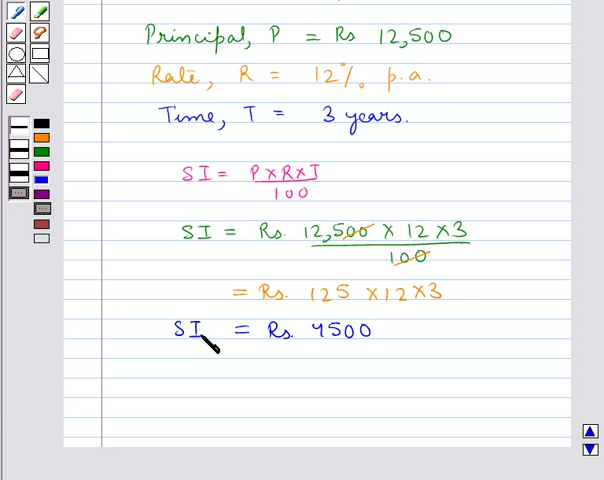 Principal, P = Rs 12,500
Rate, R = 12% p.a.
Time, T = 3 years.
SI = P×R×T
100
SI = Rs. 12,500 × 12 × 3
100
= Rs. 125 ×12×3
SI = Rs. 4500